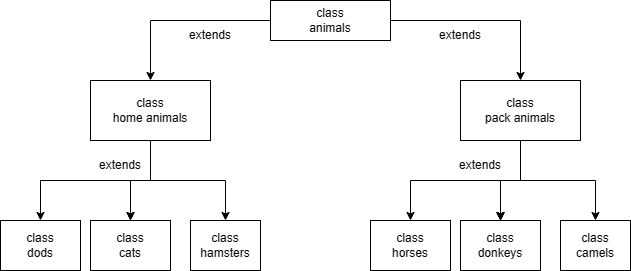 class
animals
extends
extends
class
home animals
class
pack animals
extends
extends
class
dods
class
cats
class
hamsters
class
horses
class
donkeys
class
camels